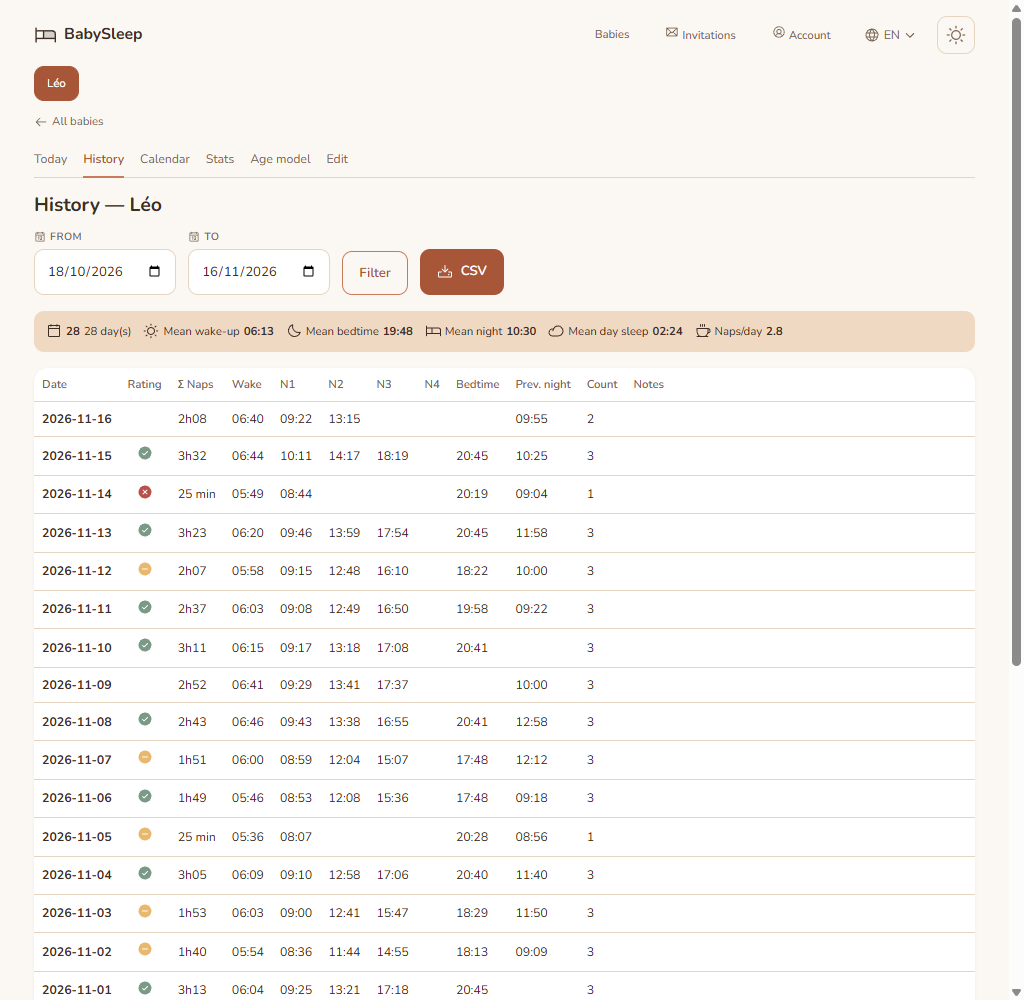 BabySleep Babies Invitations Account EN
Léo
← All babies
Today History Calendar Stats Age model Edit
History — Léo
FROM TO
18/10/2026 16/11/2026 Filter CSV
28 28 day(s) Mean wake-up 06:13 Mean bedtime 19:48 Mean night 10:30 Mean day sleep 02:24 Naps/day 2.8
Date Rating Σ Naps Wake N1 N2 N3 N4 Bedtime Prev. night Count Notes
2026-11-16 2h08 06:40 09:22 13:15 09:55 2
2026-11-15 3h32 06:44 10:11 14:17 18:19 20:45 10:25 3
2026-11-14 25 min 05:49 08:44 20:19 09:04 1
2026-11-13 3h23 06:20 09:46 13:59 17:54 20:45 11:58 3
2026-11-12 2h07 05:58 09:15 12:48 16:10 18:22 10:00 3
2026-11-11 2h37 06:03 09:08 12:49 16:50 19:58 09:22 3
2026-11-10 3h11 06:15 09:17 13:18 17:08 20:41 3
2026-11-09 2h52 06:41 09:29 13:41 17:37 10:00 3
2026-11-08 2h43 06:46 09:43 13:38 16:55 20:41 12:58 3
2026-11-07 1h51 06:00 08:59 12:04 15:07 17:48 12:12 3
2026-11-06 1h49 05:46 08:53 12:08 15:36 17:48 09:18 3
2026-11-05 25 min 05:36 08:07 20:28 08:56 1
2026-11-04 3h05 06:09 09:10 12:58 17:06 20:40 11:40 3
2026-11-03 1h53 06:03 09:00 12:41 15:47 18:29 11:50 3
2026-11-02 1h40 05:54 08:36 11:44 14:55 18:13 09:09 3
2026-11-01 3h13 06:04 09:25 13:21 17:18 20:45 3